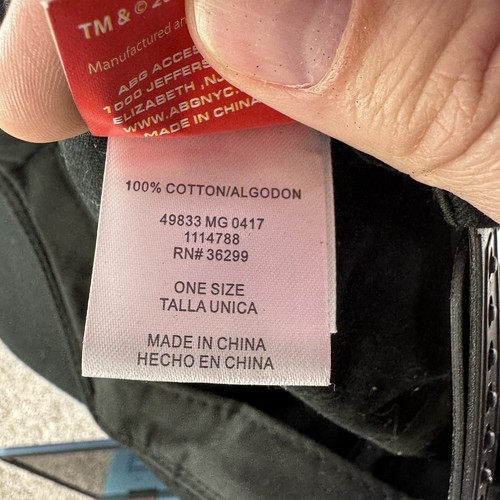 TM & ©
Manufactured
ABG
1000 JEFFERS
ELIZABETH ,NJ
WWW.ABGNYC.
MADE IN CHINA
100% COTTON/ALGODON
49833 MG 0417
1114788
RN# 36299
ONE SIZE
TALLA UNICA
MADE IN CHINA
HECHO EN CHINA